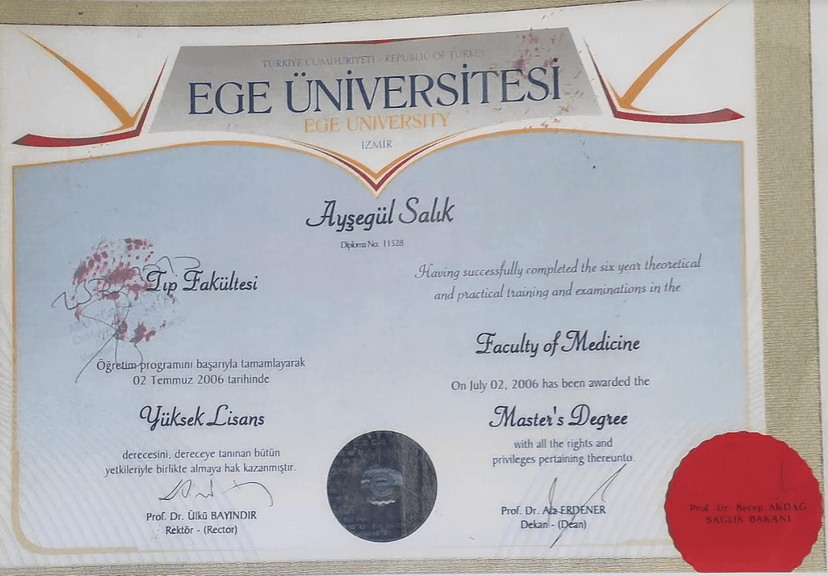 TÜRKİYE CUMHURİYETİ - REPUBLIC OF TURKEY
EGE ÜNİVERSİTESİ
EGE UNIVERSITY
İZMİR
Ayşegül Salık
Diploma No: 11528
Tıp Fakültesi
Öğretim programını başarıyla tamamlayarak
02 Temmuz 2006 tarihinde
Yüksek Lisans
derecesini, dereceye tanınan bütün
yetkileriyle birlikte almaya hak kazanmıştır.
Prof. Dr. Ülkü BAYINDIR
Rektör - (Rector)
Having successfully completed the six year theoretical
and practical training and examinations in the
Faculty of Medicine
On July 02, 2006 has been awarded the
Master's Degree
with all the rights and
privileges pertaining thereunto.
Prof. Dr. Ata ERDENER
Dekan - (Dean)
Prof. Dr. Recep AKDAĞ
SAĞLIK BAKANI